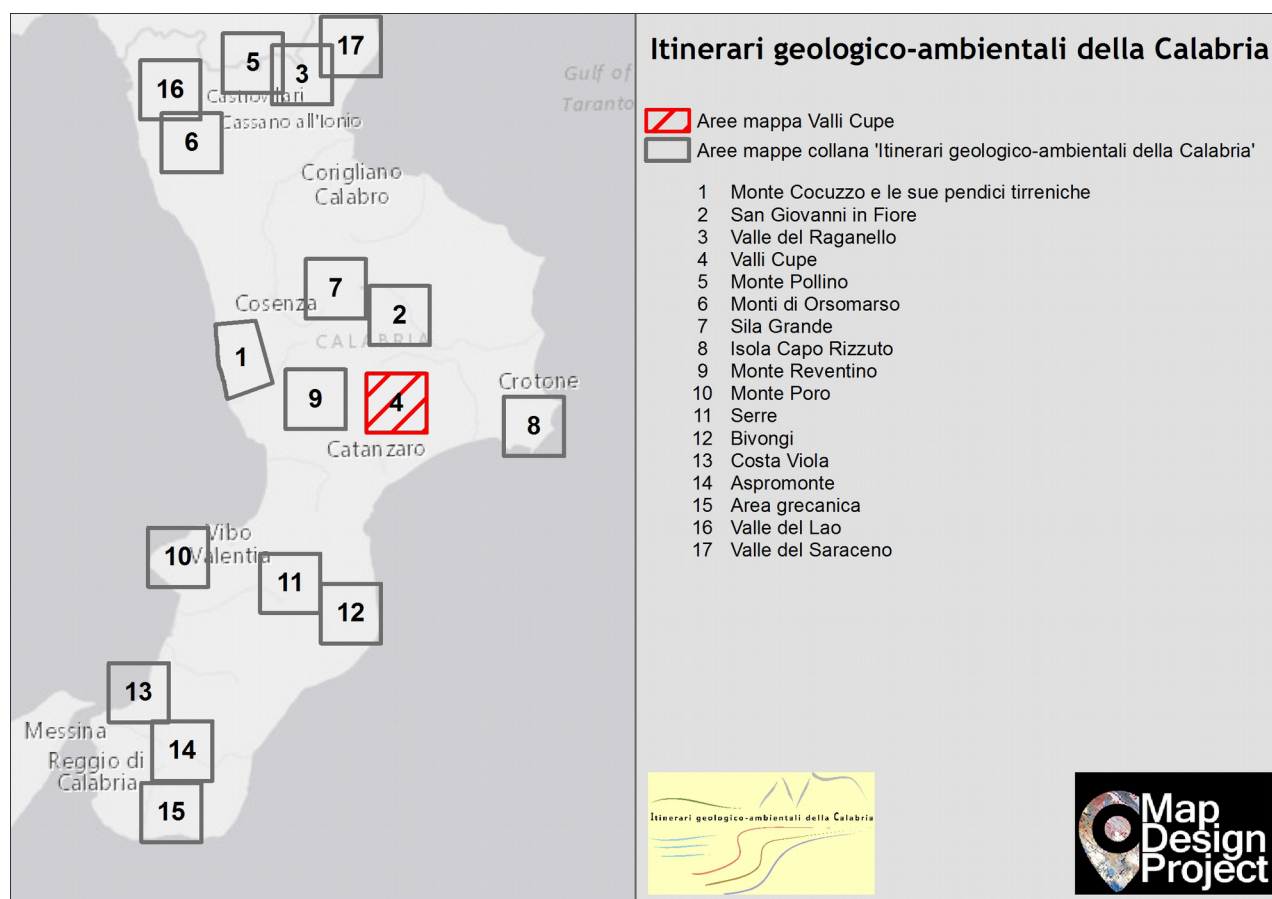 17
5
3
16
Castrovillari
Cassano all'Ionio
6
Gulf of
Taranto
Corigliano
Calabro
7
2
Cosenza
CALABRIA
1
9
4
Crotone
8
Catanzaro
Vibo
Valentia
10
11
12
13
Messina
14
Reggio di
Calabria
15
Itinerari geologico-ambientali della Calabria
Aree mappa Valli Cupe
Aree mappe collana 'Itinerari geologico-ambientali della Calabria'
1 Monte Cocuzzo e le sue pendici tirreniche
2 San Giovanni in Fiore
3 Valle del Raganello
4 Valli Cupe
5 Monte Pollino
6 Monti di Orsomarso
7 Sila Grande
8 Isola Capo Rizzuto
9 Monte Reventino
10 Monte Poro
11 Serre
12 Bivongi
13 Costa Viola
14 Aspromonte
15 Area grecanica
16 Valle del Lao
17 Valle del Saraceno
Itinerari geologico-ambientali della Calabria
Map
Design
Project